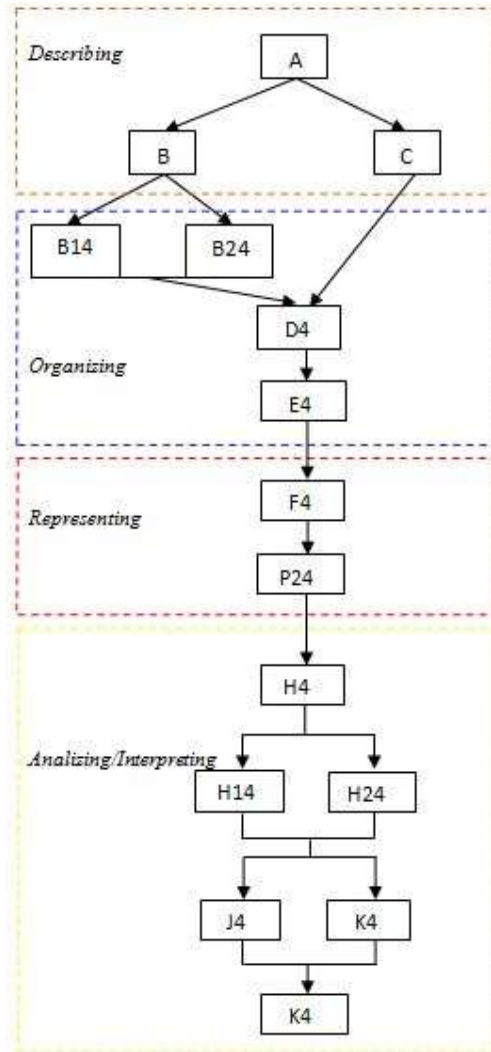 Describing
A
B
C
B14
B24
D4
Organizing
E4
F4
Representing
P24
H4
Analizing/Interpreting
H14
H24
J4
K4
K4